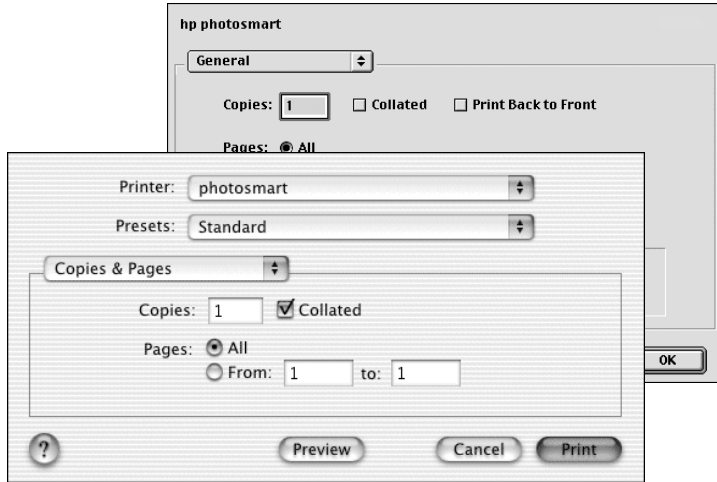 hp photosmart
General
Copies: 1 Collated Print Back to Front
Pages: All
OK
Printer: photosmart
Presets: Standard
Copies & Pages
Copies: 1 Collated
Pages: All
From: 1 to: 1
? Preview Cancel Print